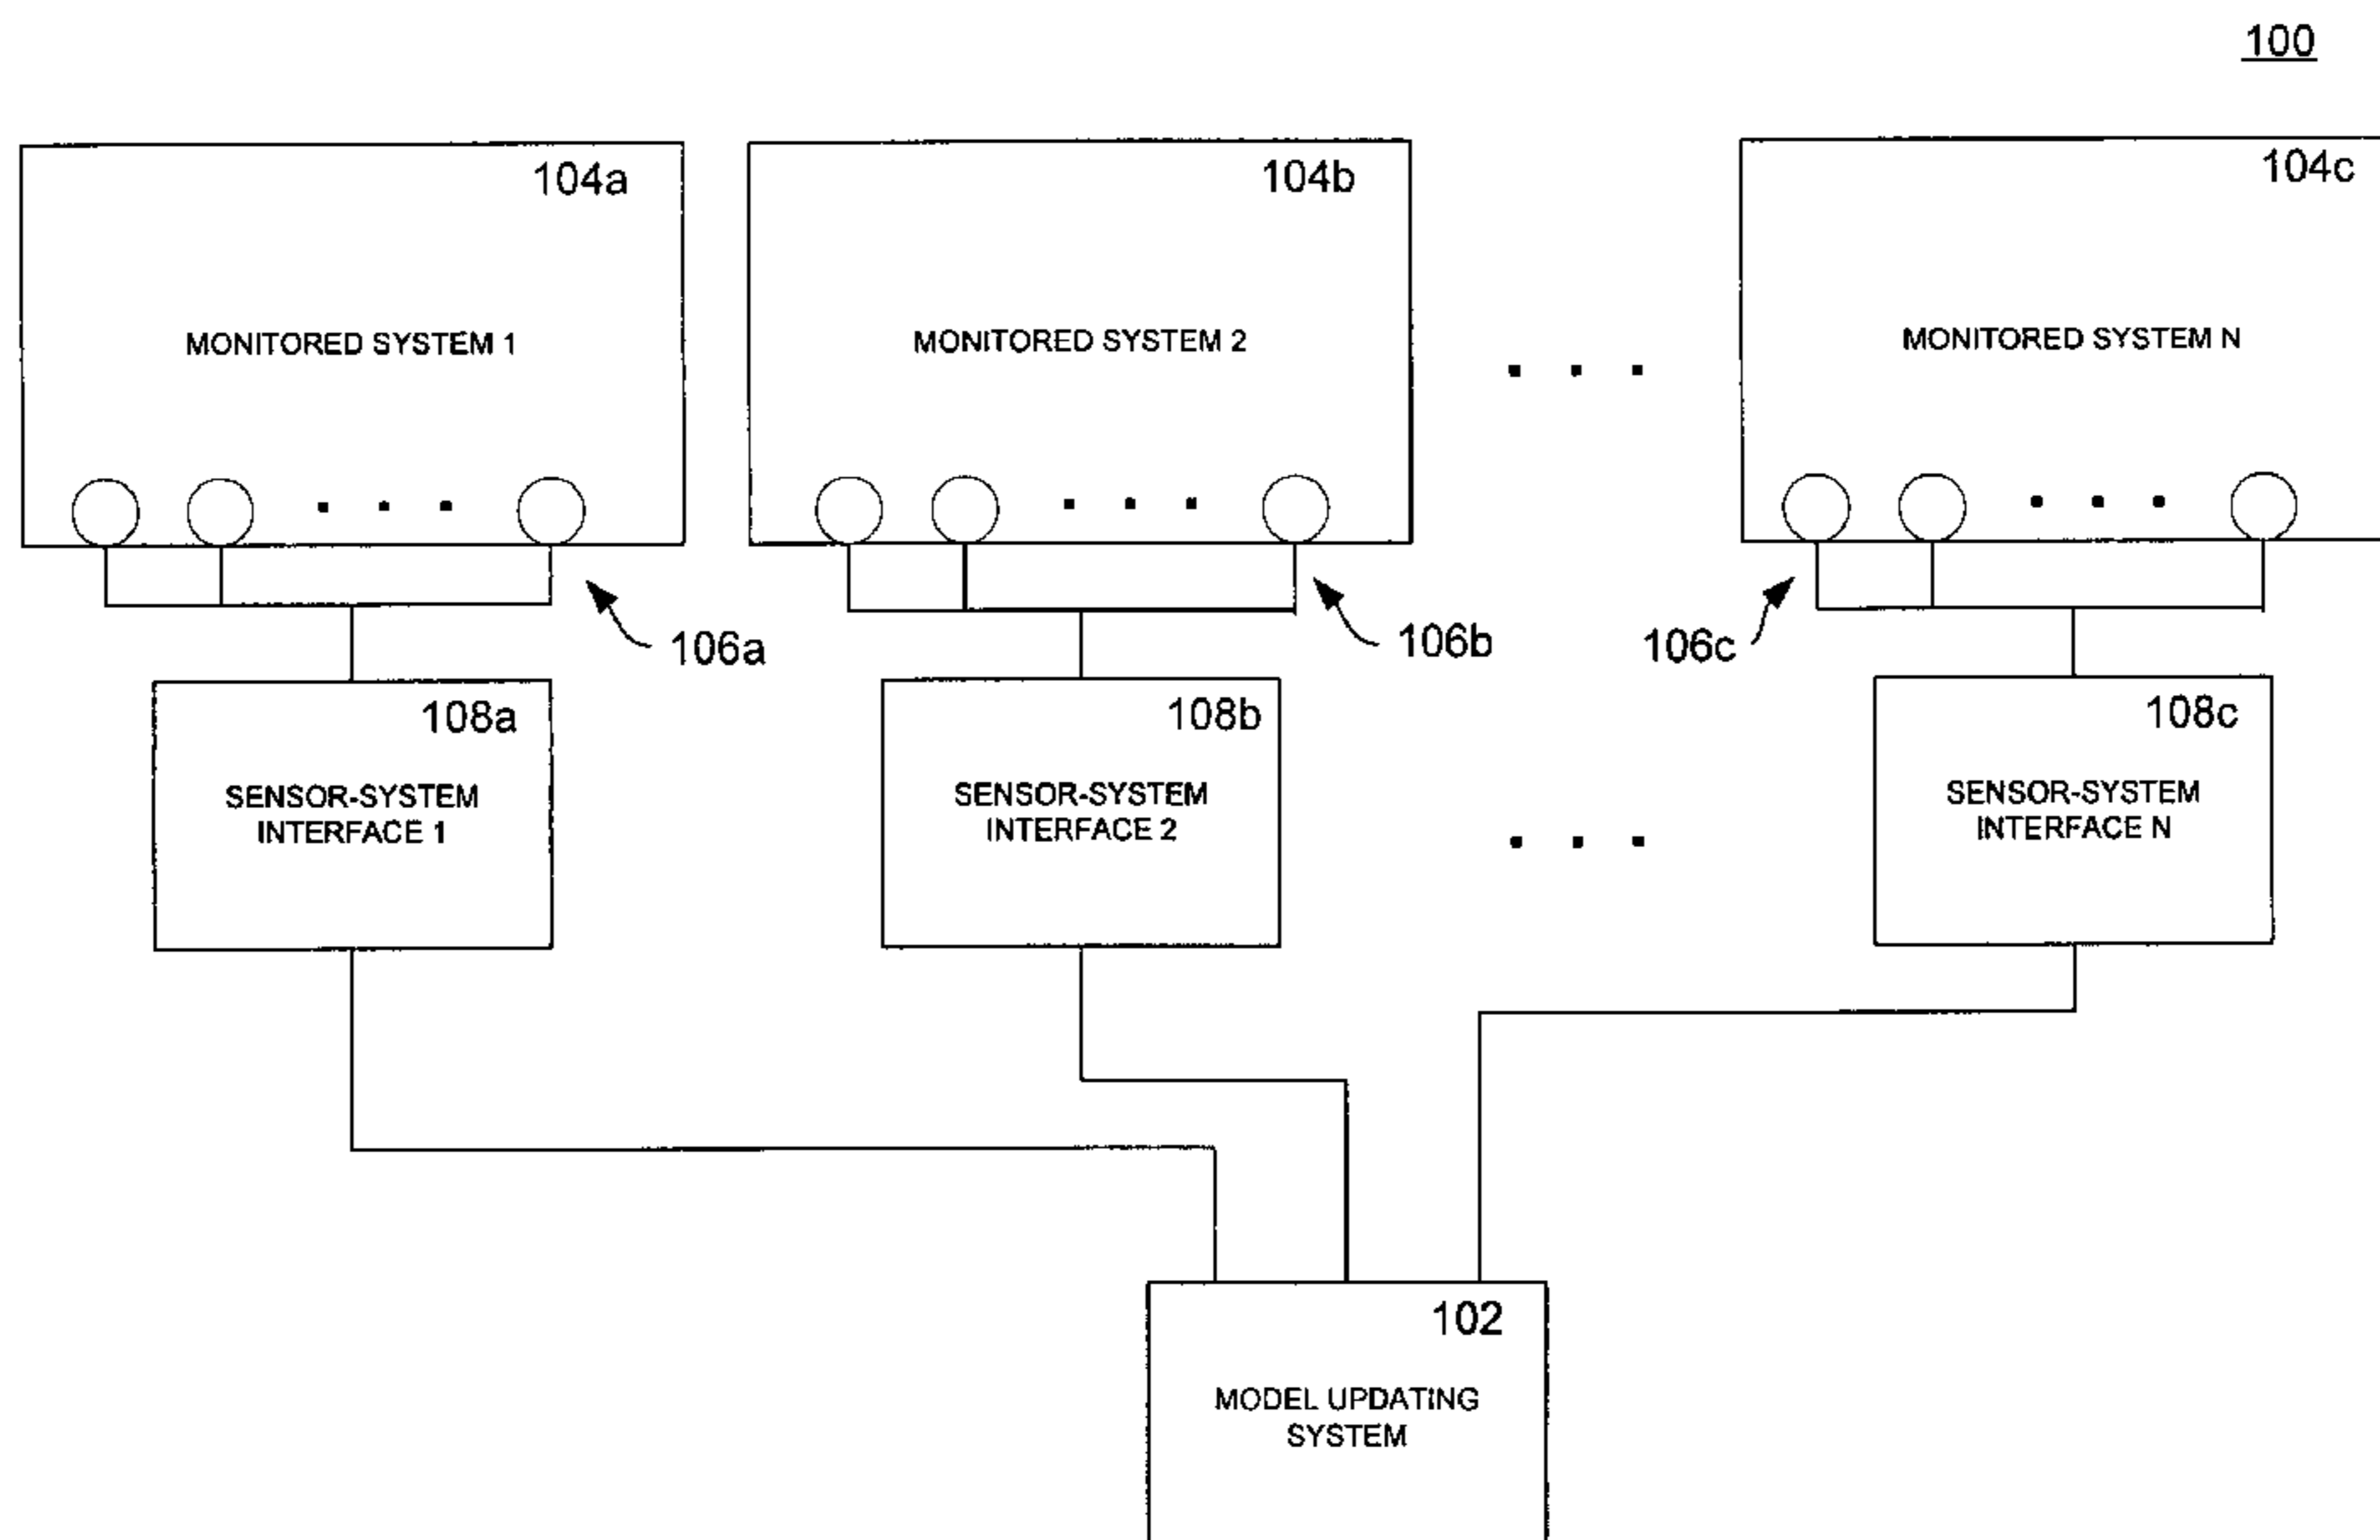 100
104a
104b
104c
MONITORED SYSTEM 1
MONITORED SYSTEM 2
MONITORED SYSTEM N
106a
106b
106c
108a
108b
108c
SENSOR-SYSTEM
INTERFACE 1
SENSOR-SYSTEM
INTERFACE 2
SENSOR-SYSTEM
INTERFACE N
102
MODEL UPDATING
SYSTEM